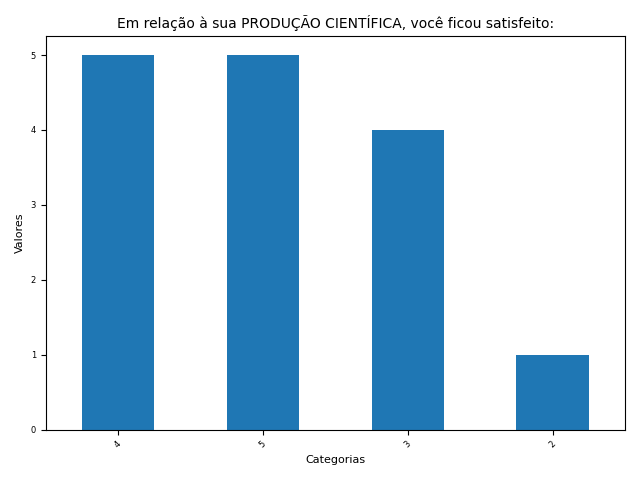 Em relação à sua PRODUÇÃO CIENTÍFICA, você ficou satisfeito:
5
4
3
2
1
0
Valores
4 5 3 2
Categorias